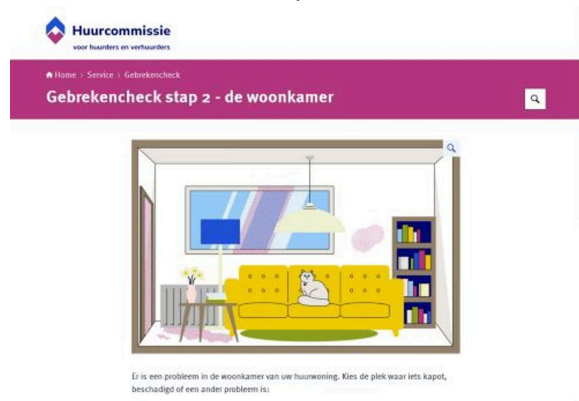 Huurcommissie
voor huurders en verhuurders
Home › Service › Gebrekencheck
Gebrekencheck stap 2 - de woonkamer
Er is een probleem in de woonkamer van uw huurwoning. Kies de plek waar iets kapot,
beschadigd of een ander probleem is: